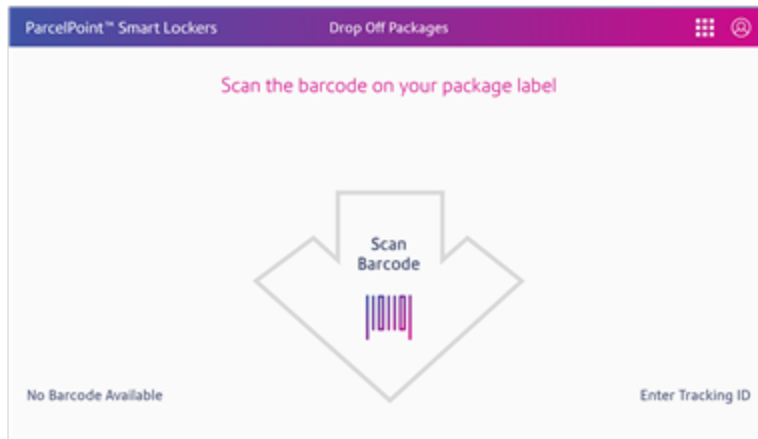 ParcelPoint™ Smart Lockers Drop Off Packages
Scan the barcode on your package label
Scan
Barcode
No Barcode Available Enter Tracking ID